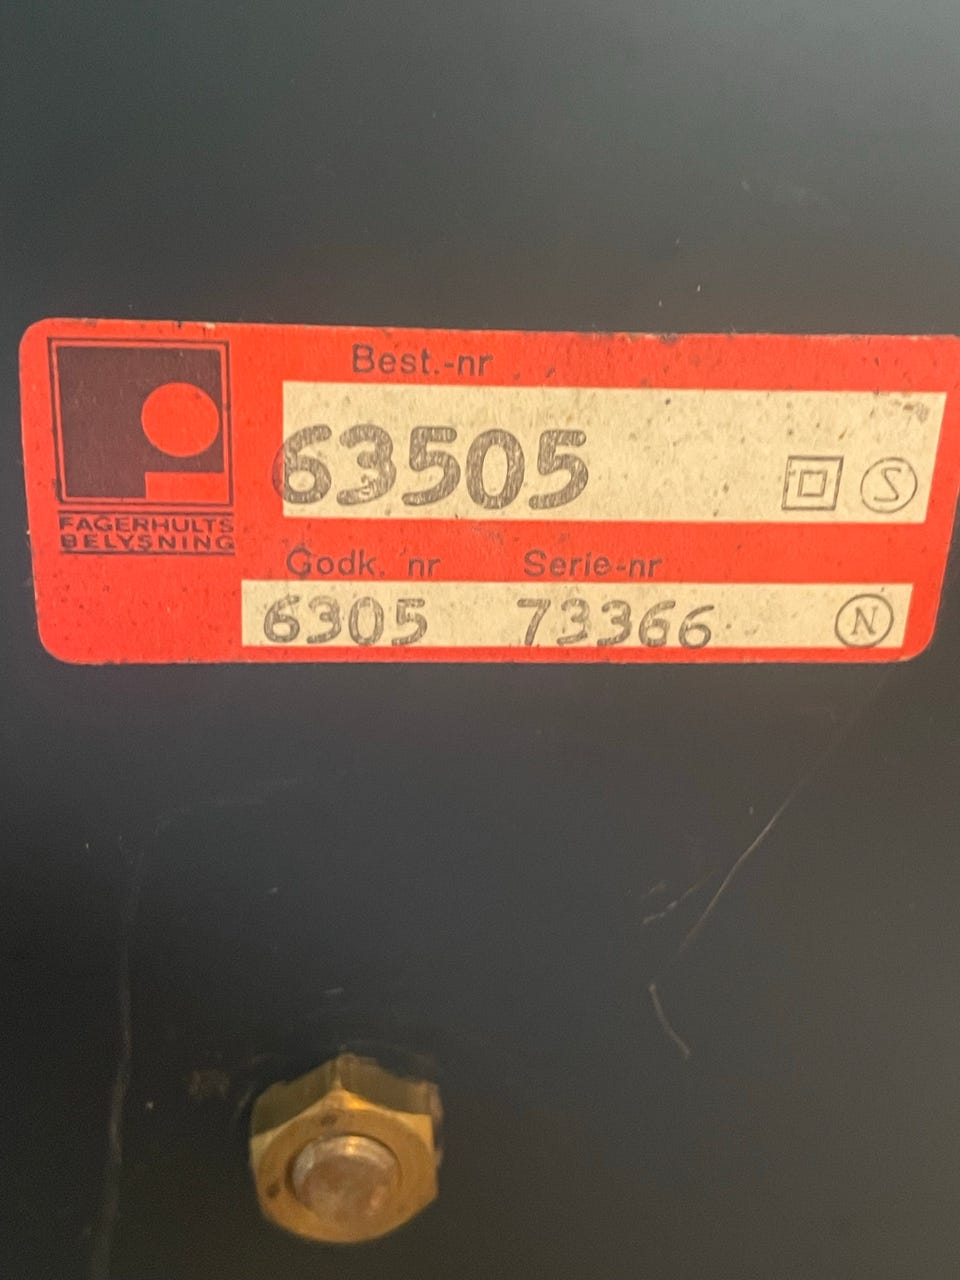 Best.-nr
63505 S
FAGERHULTS
BELYSNING
Godk. nr Serie-nr
6305 73366 N